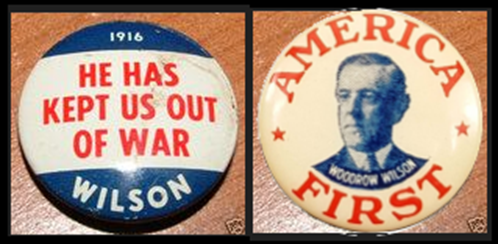 1916
HE HAS
KEPT US OUT
OF WAR
WILSON
AMERICA
WOODROW WILSON
FIRST